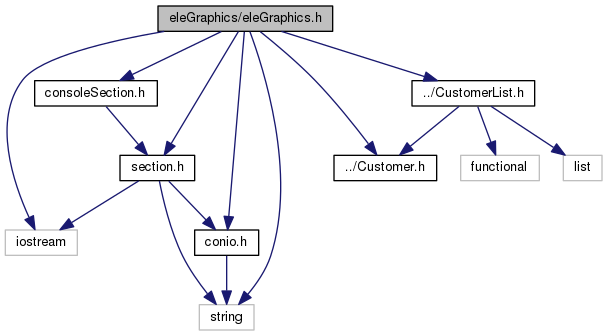 eleGraphics/eleGraphics.h
consoleSection.h
../CustomerList.h
section.h
../Customer.h
functional
list
iostream
conio.h
string